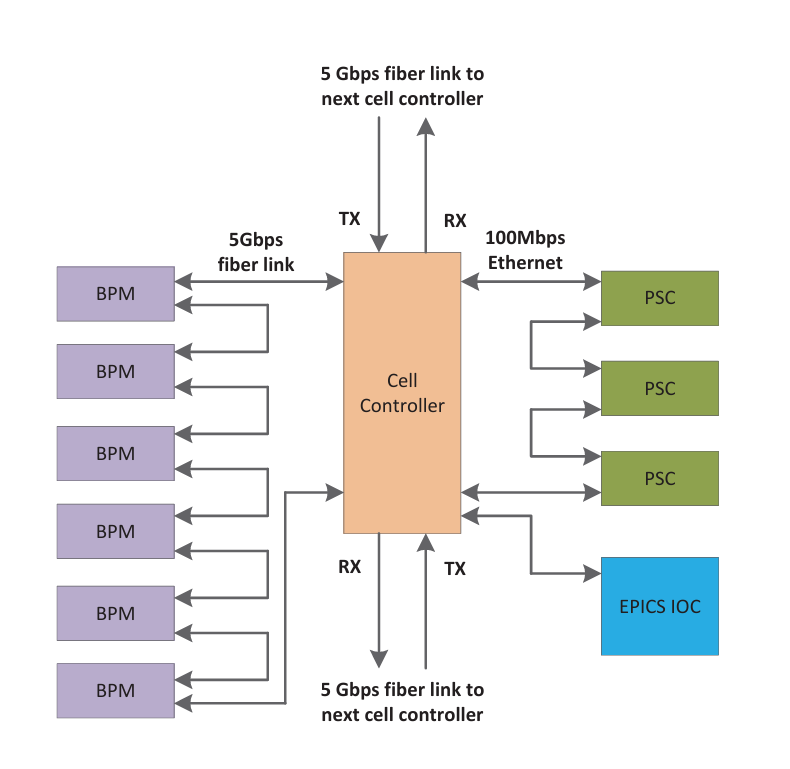 5 Gbps fiber link to
next cell controller
TX
RX
5Gbps
fiber link
100Mbps
Ethernet
BPM
BPM
BPM
BPM
BPM
BPM
Cell
Controller
PSC
PSC
PSC
EPICS IOC
RX
TX
5 Gbps fiber link to
next cell controller